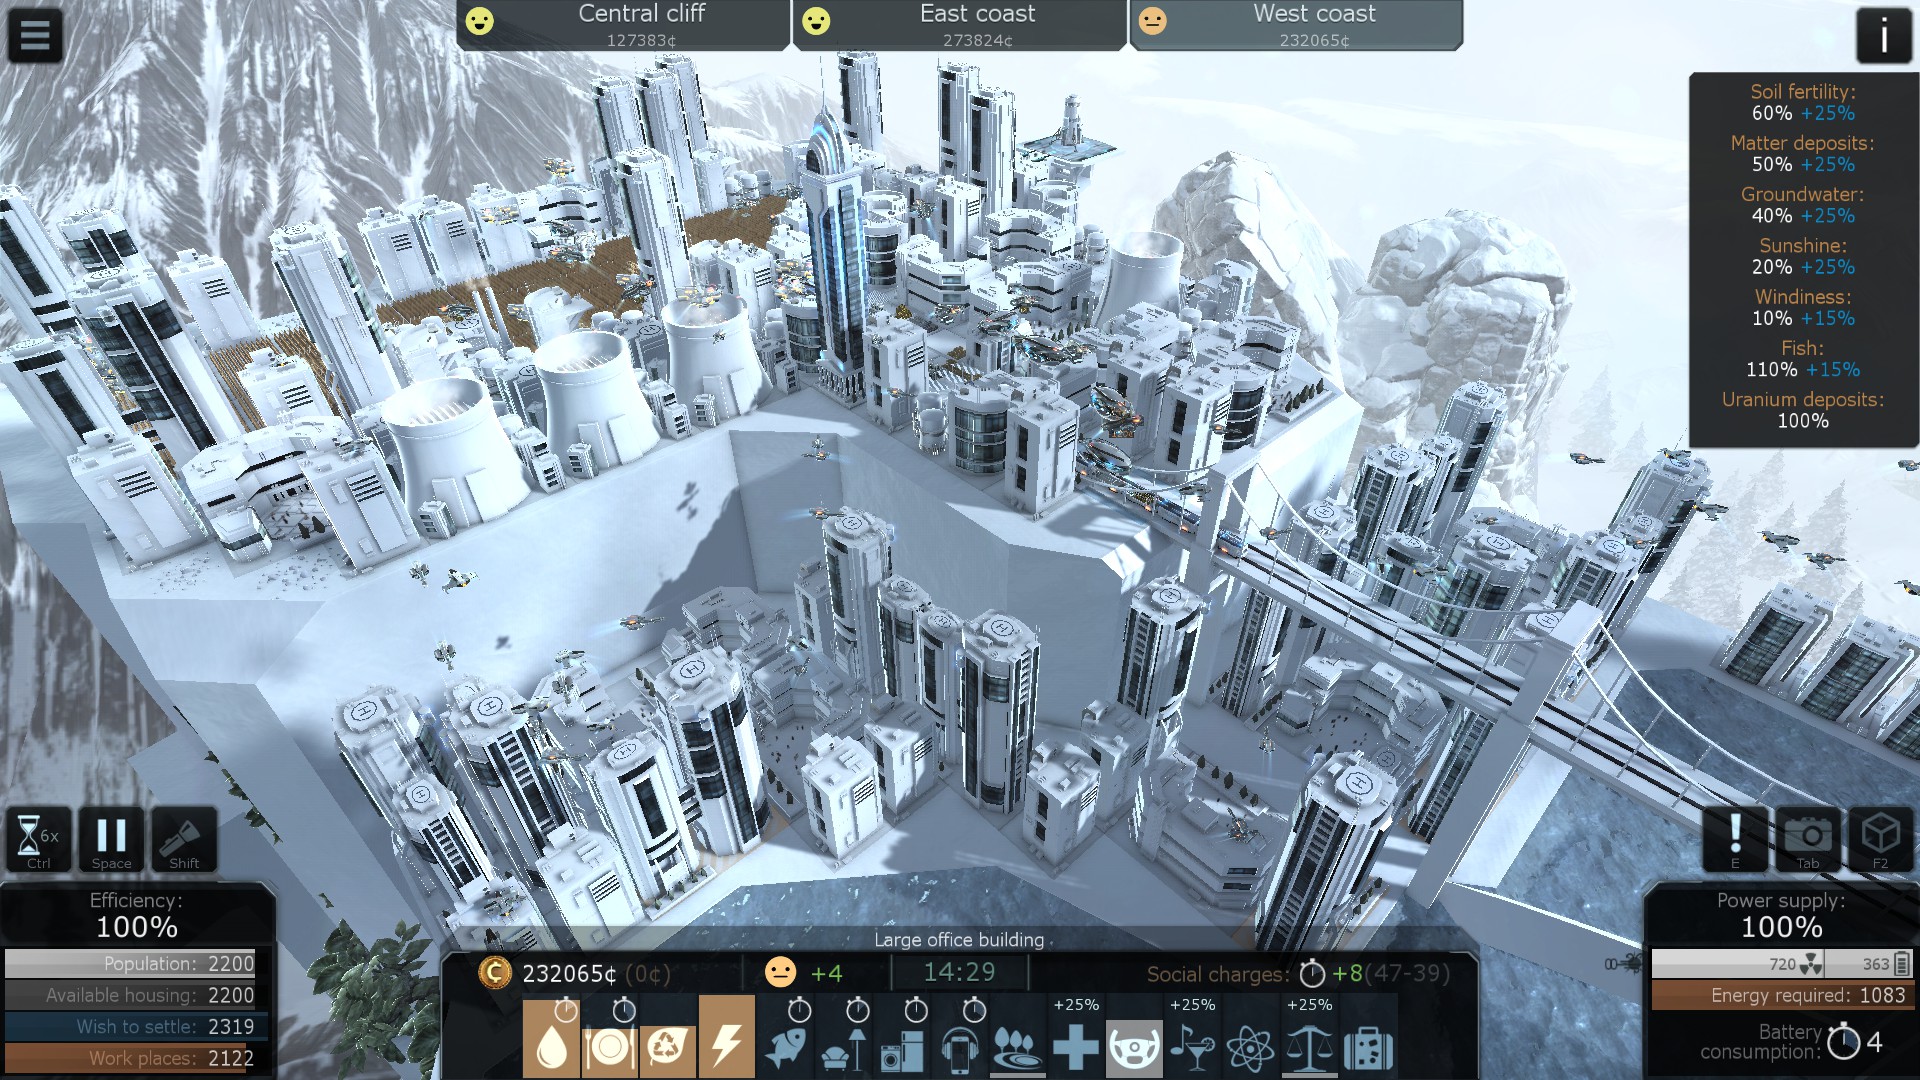 Central cliff
127383¢
East coast
273824¢
West coast
232065¢
i
Soil fertility:
60% +25%
Matter deposits:
50% +25%
Groundwater:
40% +25%
Sunshine:
20% +25%
Windiness:
10% +15%
Fish:
110% +15%
Uranium deposits:
100%
6x
Ctrl
Space
Shift
E
Tab
F2
Efficiency:
100%
Population: 2200
Available housing: 2200
Wish to settle: 2319
Work places: 2122
Large office building
232065¢ (0¢)
+4
14:29
Social charges: +8(47-39)
+25%
+25%
+25%
Power supply:
100%
720
363
Energy required: 1083
Battery
consumption: 4